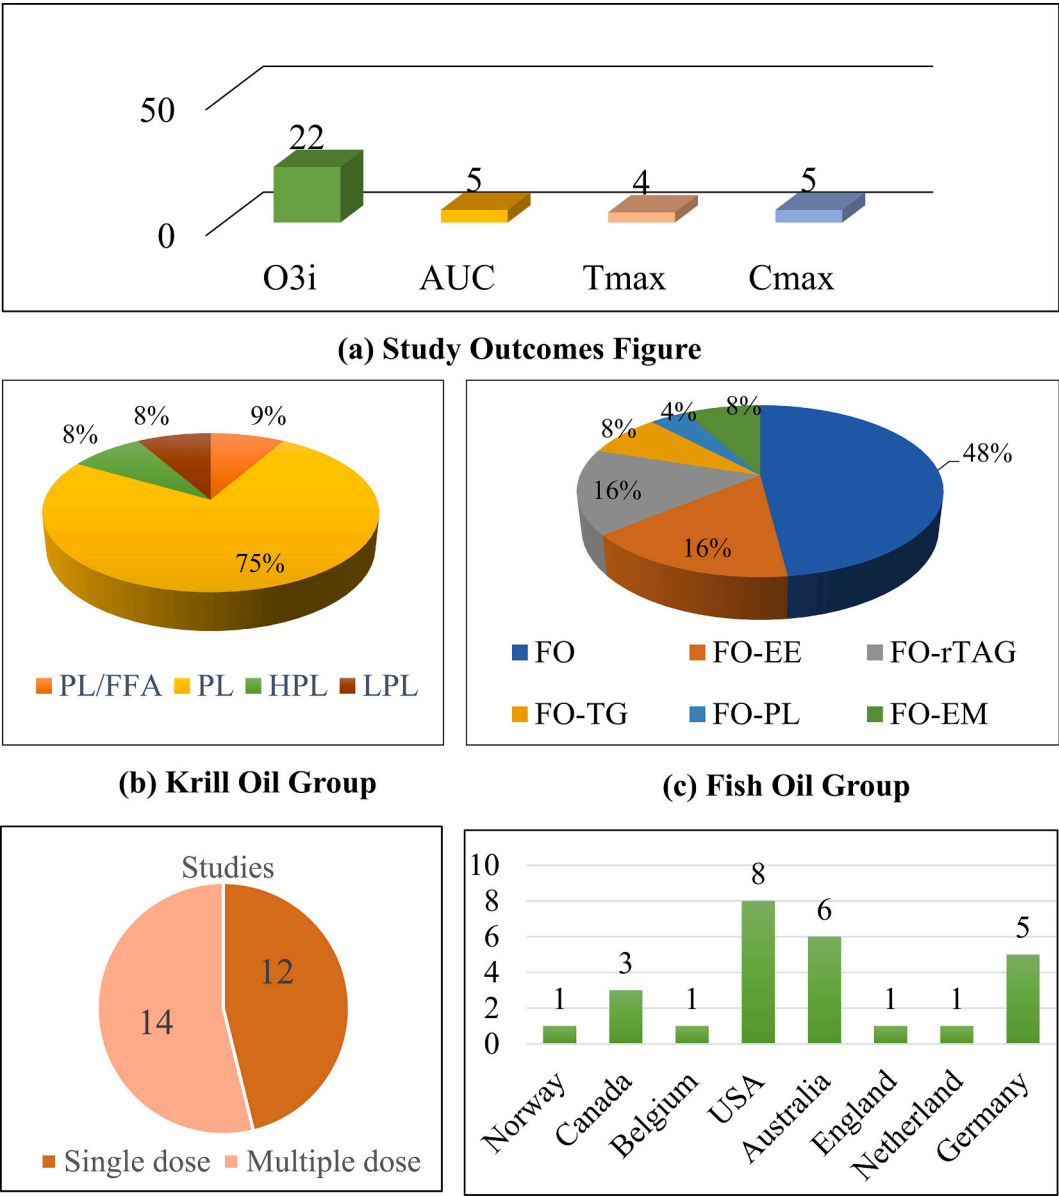 50
0
22
5
4
5
O3i
AUC
Tmax
Cmax
(a) Study Outcomes Figure
8%
8%
9%
75%
PL/FFA
PL
HPL
LPL
(b) Krill Oil Group
8%
4%
8%
48%
16%
16%
FO
FO-EE
FO-rTAG
FO-TG
FO-PL
FO-EM
(c) Fish Oil Group
Studies
12
14
Single dose
Multiple dose
10
8
6
4
2
0
1
3
1
8
6
1
1
5
Norway
Canada
Belgium
USA
Australia
England
Netherland
Germany